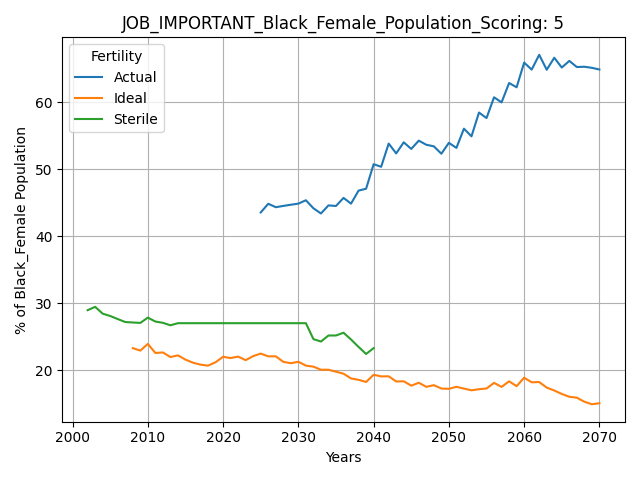 JOB_IMPORTANT_Black_Female_Population_Scoring: 5
Fertility
Actual
Ideal
Sterile
% of Black_Female Population
60
50
40
30
20
2000 2010 2020 2030 2040 2050 2060 2070
Years